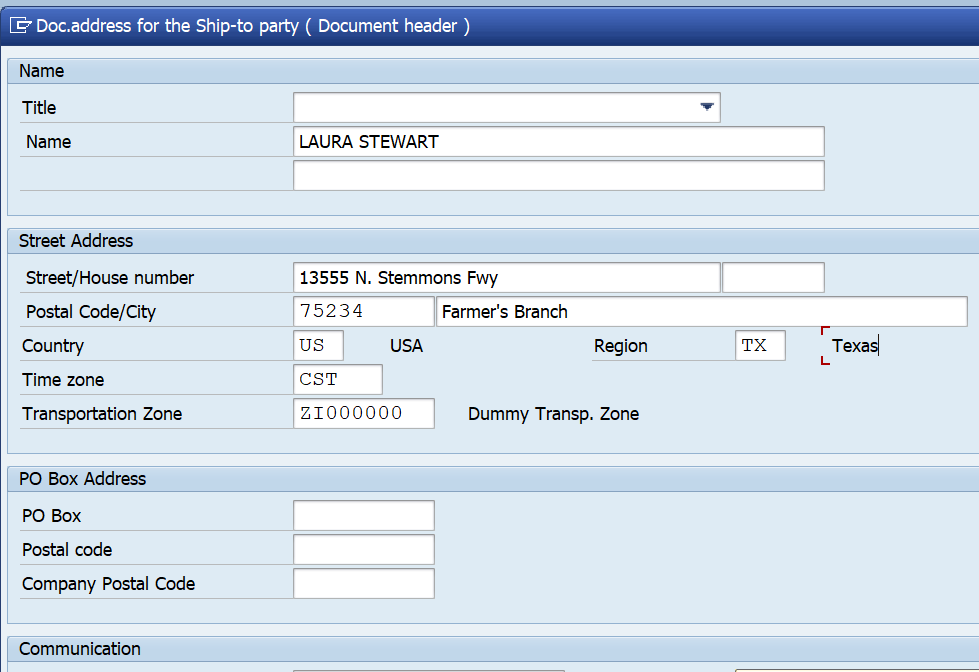 Doc.address for the Ship-to party ( Document header )
Name
Title
Name LAURA STEWART
Street Address
Street/House number 13555 N. Stemmons Fwy
Postal Code/City 75234 Farmer's Branch
Country US USA Region TX Texas
Time zone CST
Transportation Zone ZI000000 Dummy Transp. Zone
PO Box Address
PO Box
Postal code
Company Postal Code
Communication